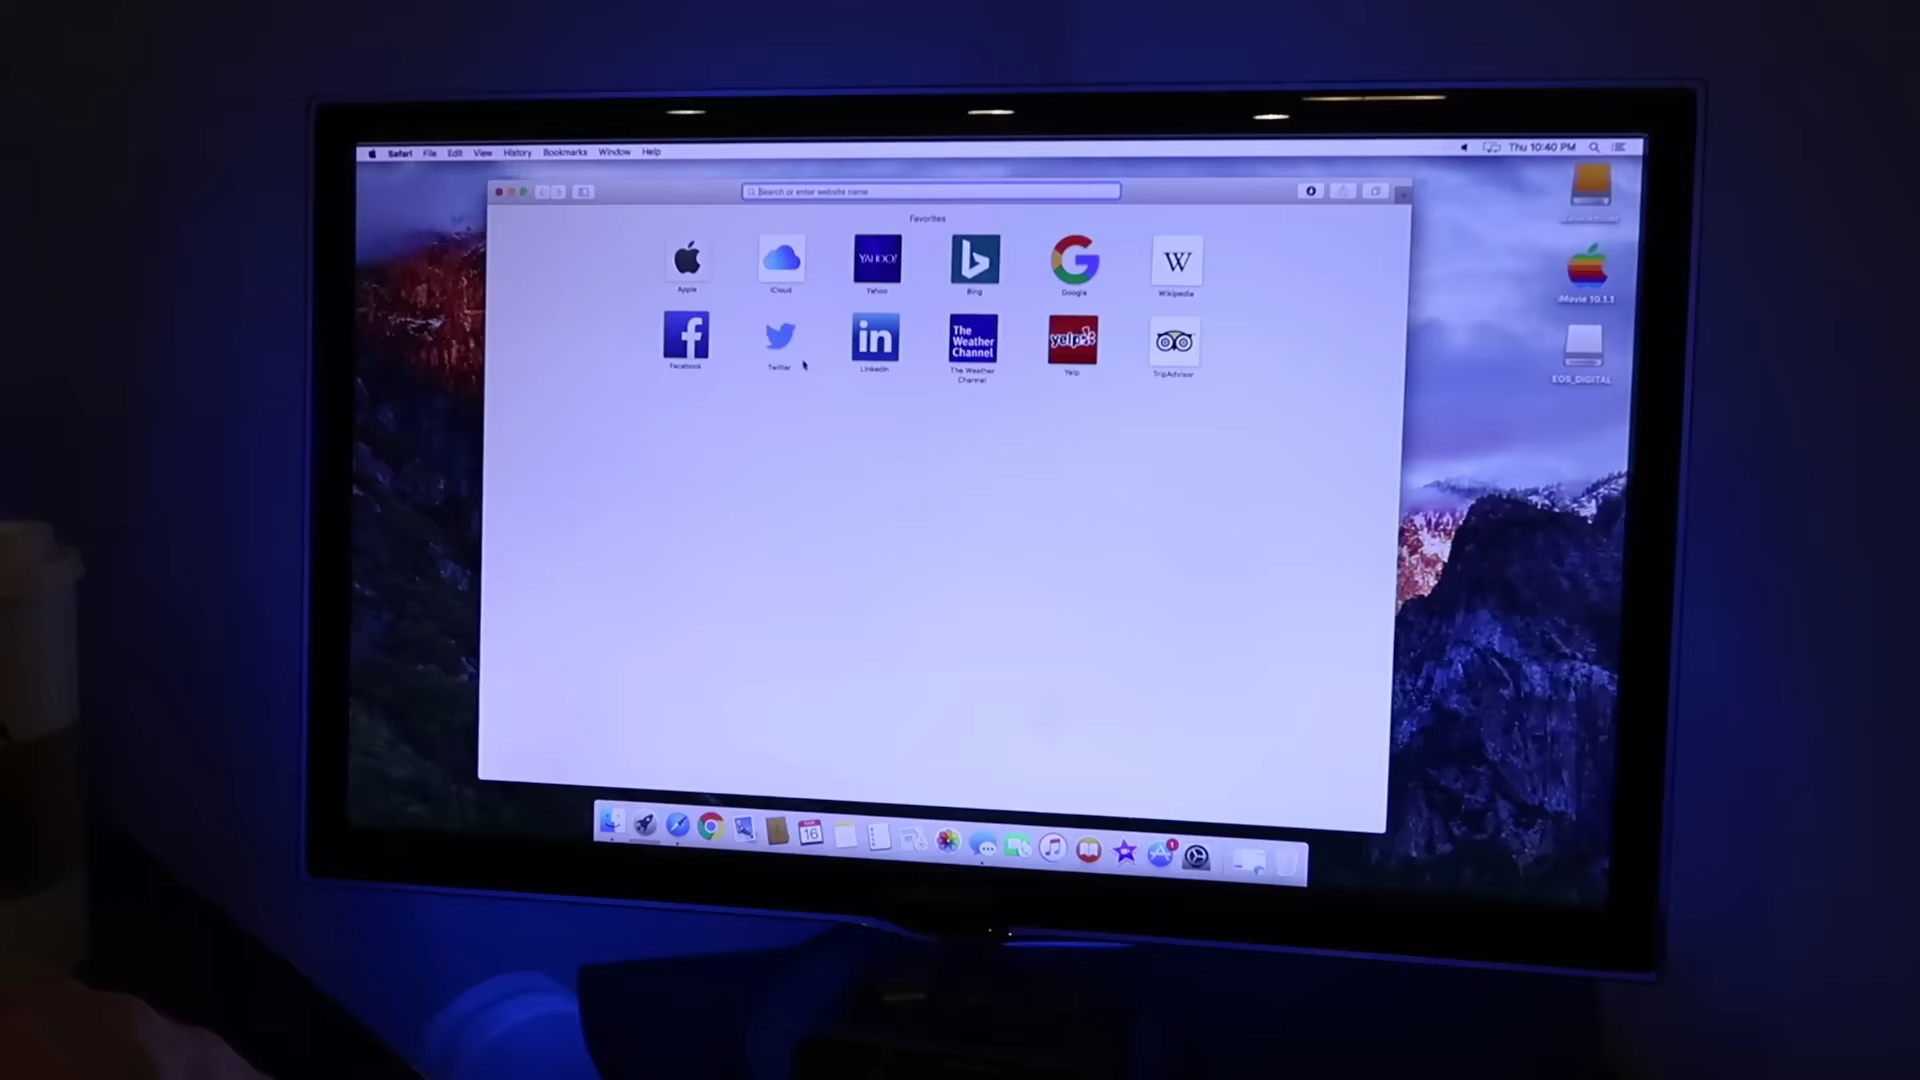 Safari File Edit View History Bookmarks Window Help
Thu 10:40 PM
Search or enter website name
Favorites
YAHOO!
W
Apple
iCloud
Yahoo
Bing
Google
Wikipedia
f
in
The
Weather
Channel
yelp
Facebook
Twitter
LinkedIn
The Weather
Channel
Yelp
TripAdvisor
iMovie 10.1.1
EOS_DIGITAL
16
1